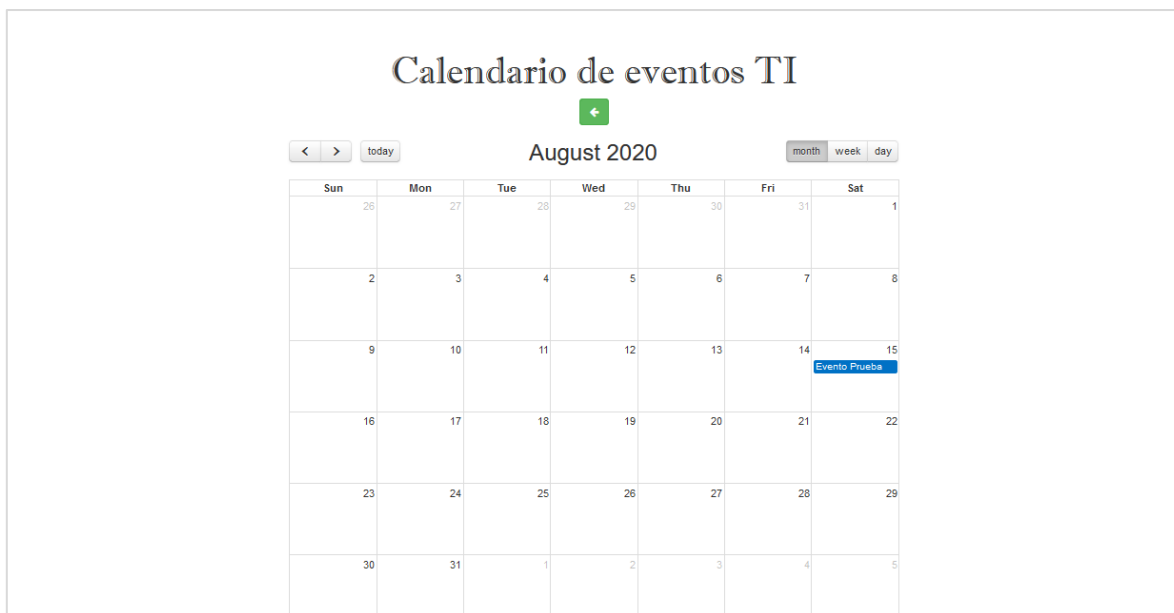 Calendario de eventos TI
today August 2020 month week day
Sun Mon Tue Wed Thu Fri Sat
26 27 28 29 30 31 1
2 3 4 5 6 7 8
9 10 11 12 13 14 15
Evento Prueba
16 17 18 19 20 21 22
23 24 25 26 27 28 29
30 31 1 2 3 4 5